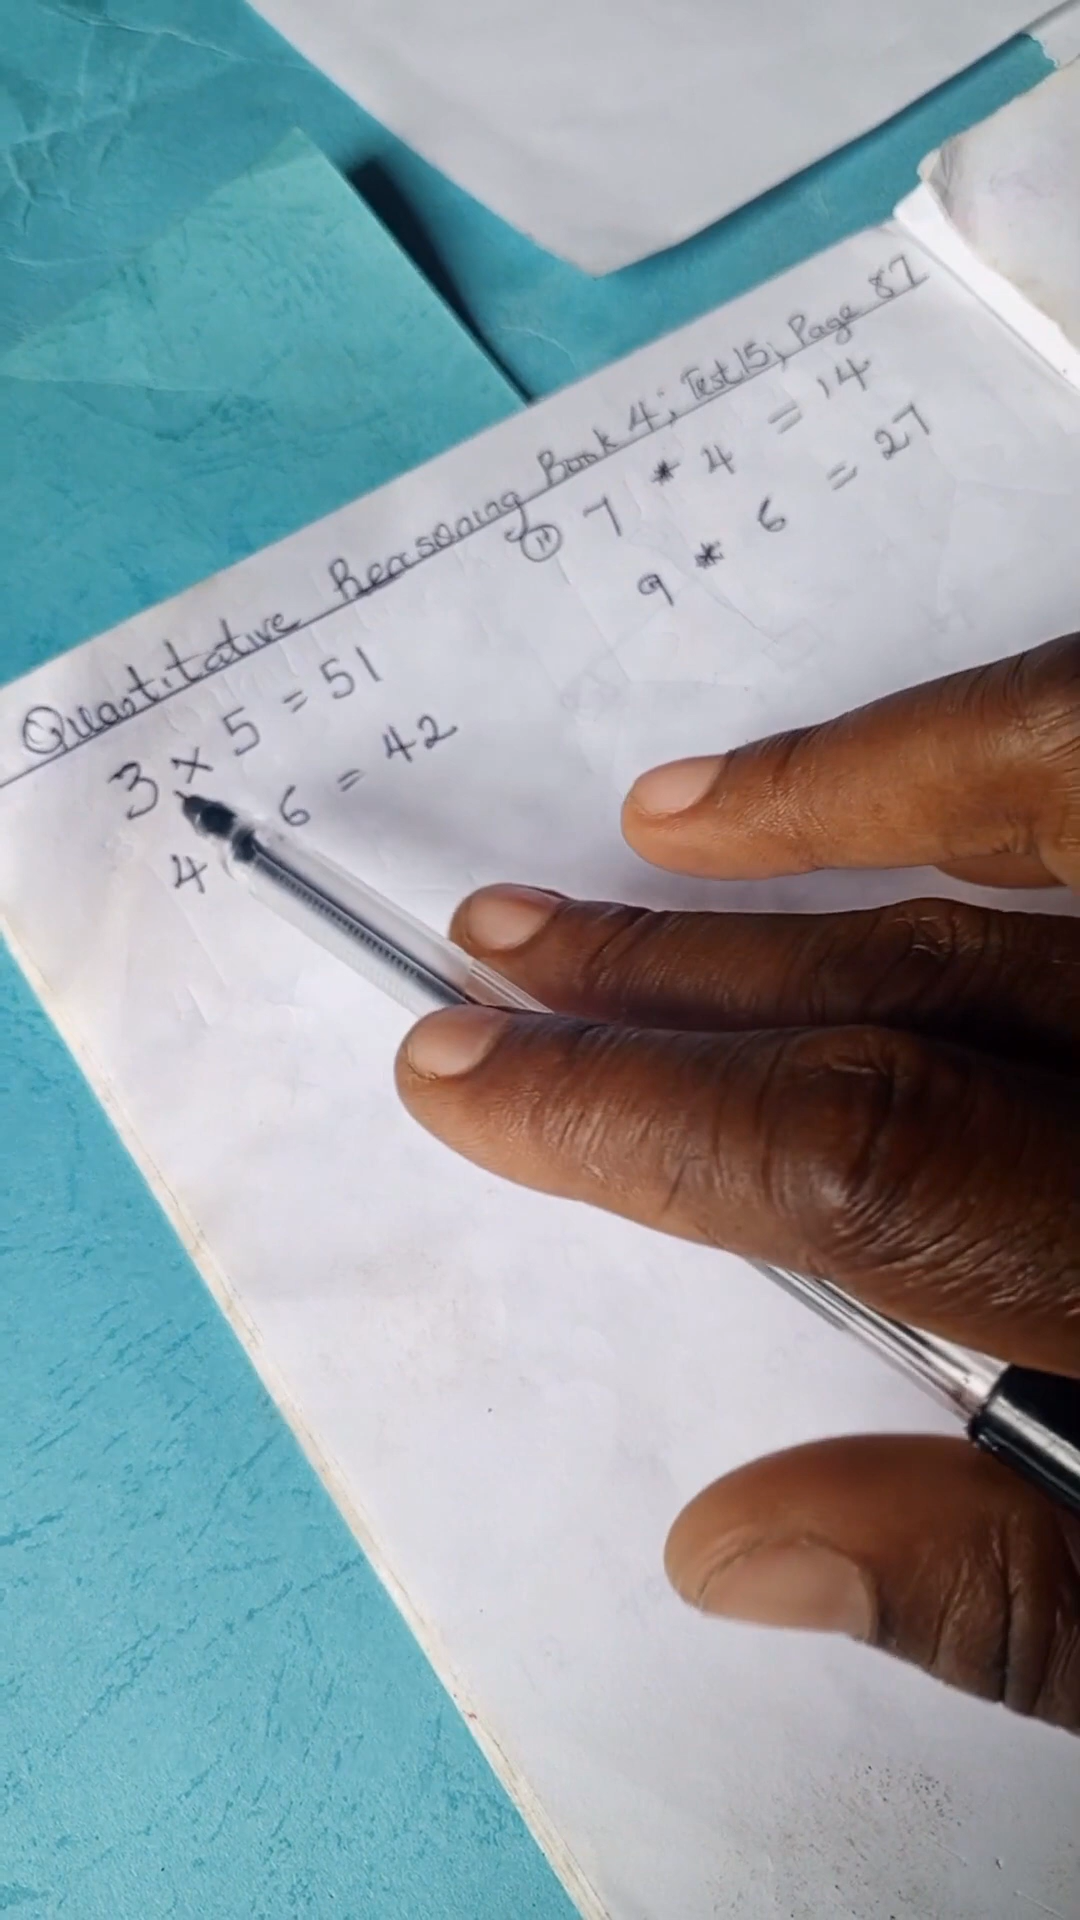 Quantitative Reasoning Book 4; Test 15; Page 87
3 × 5 = 51
4 6 = 42
11 7 * 4 = 14
9 * 6 = 27